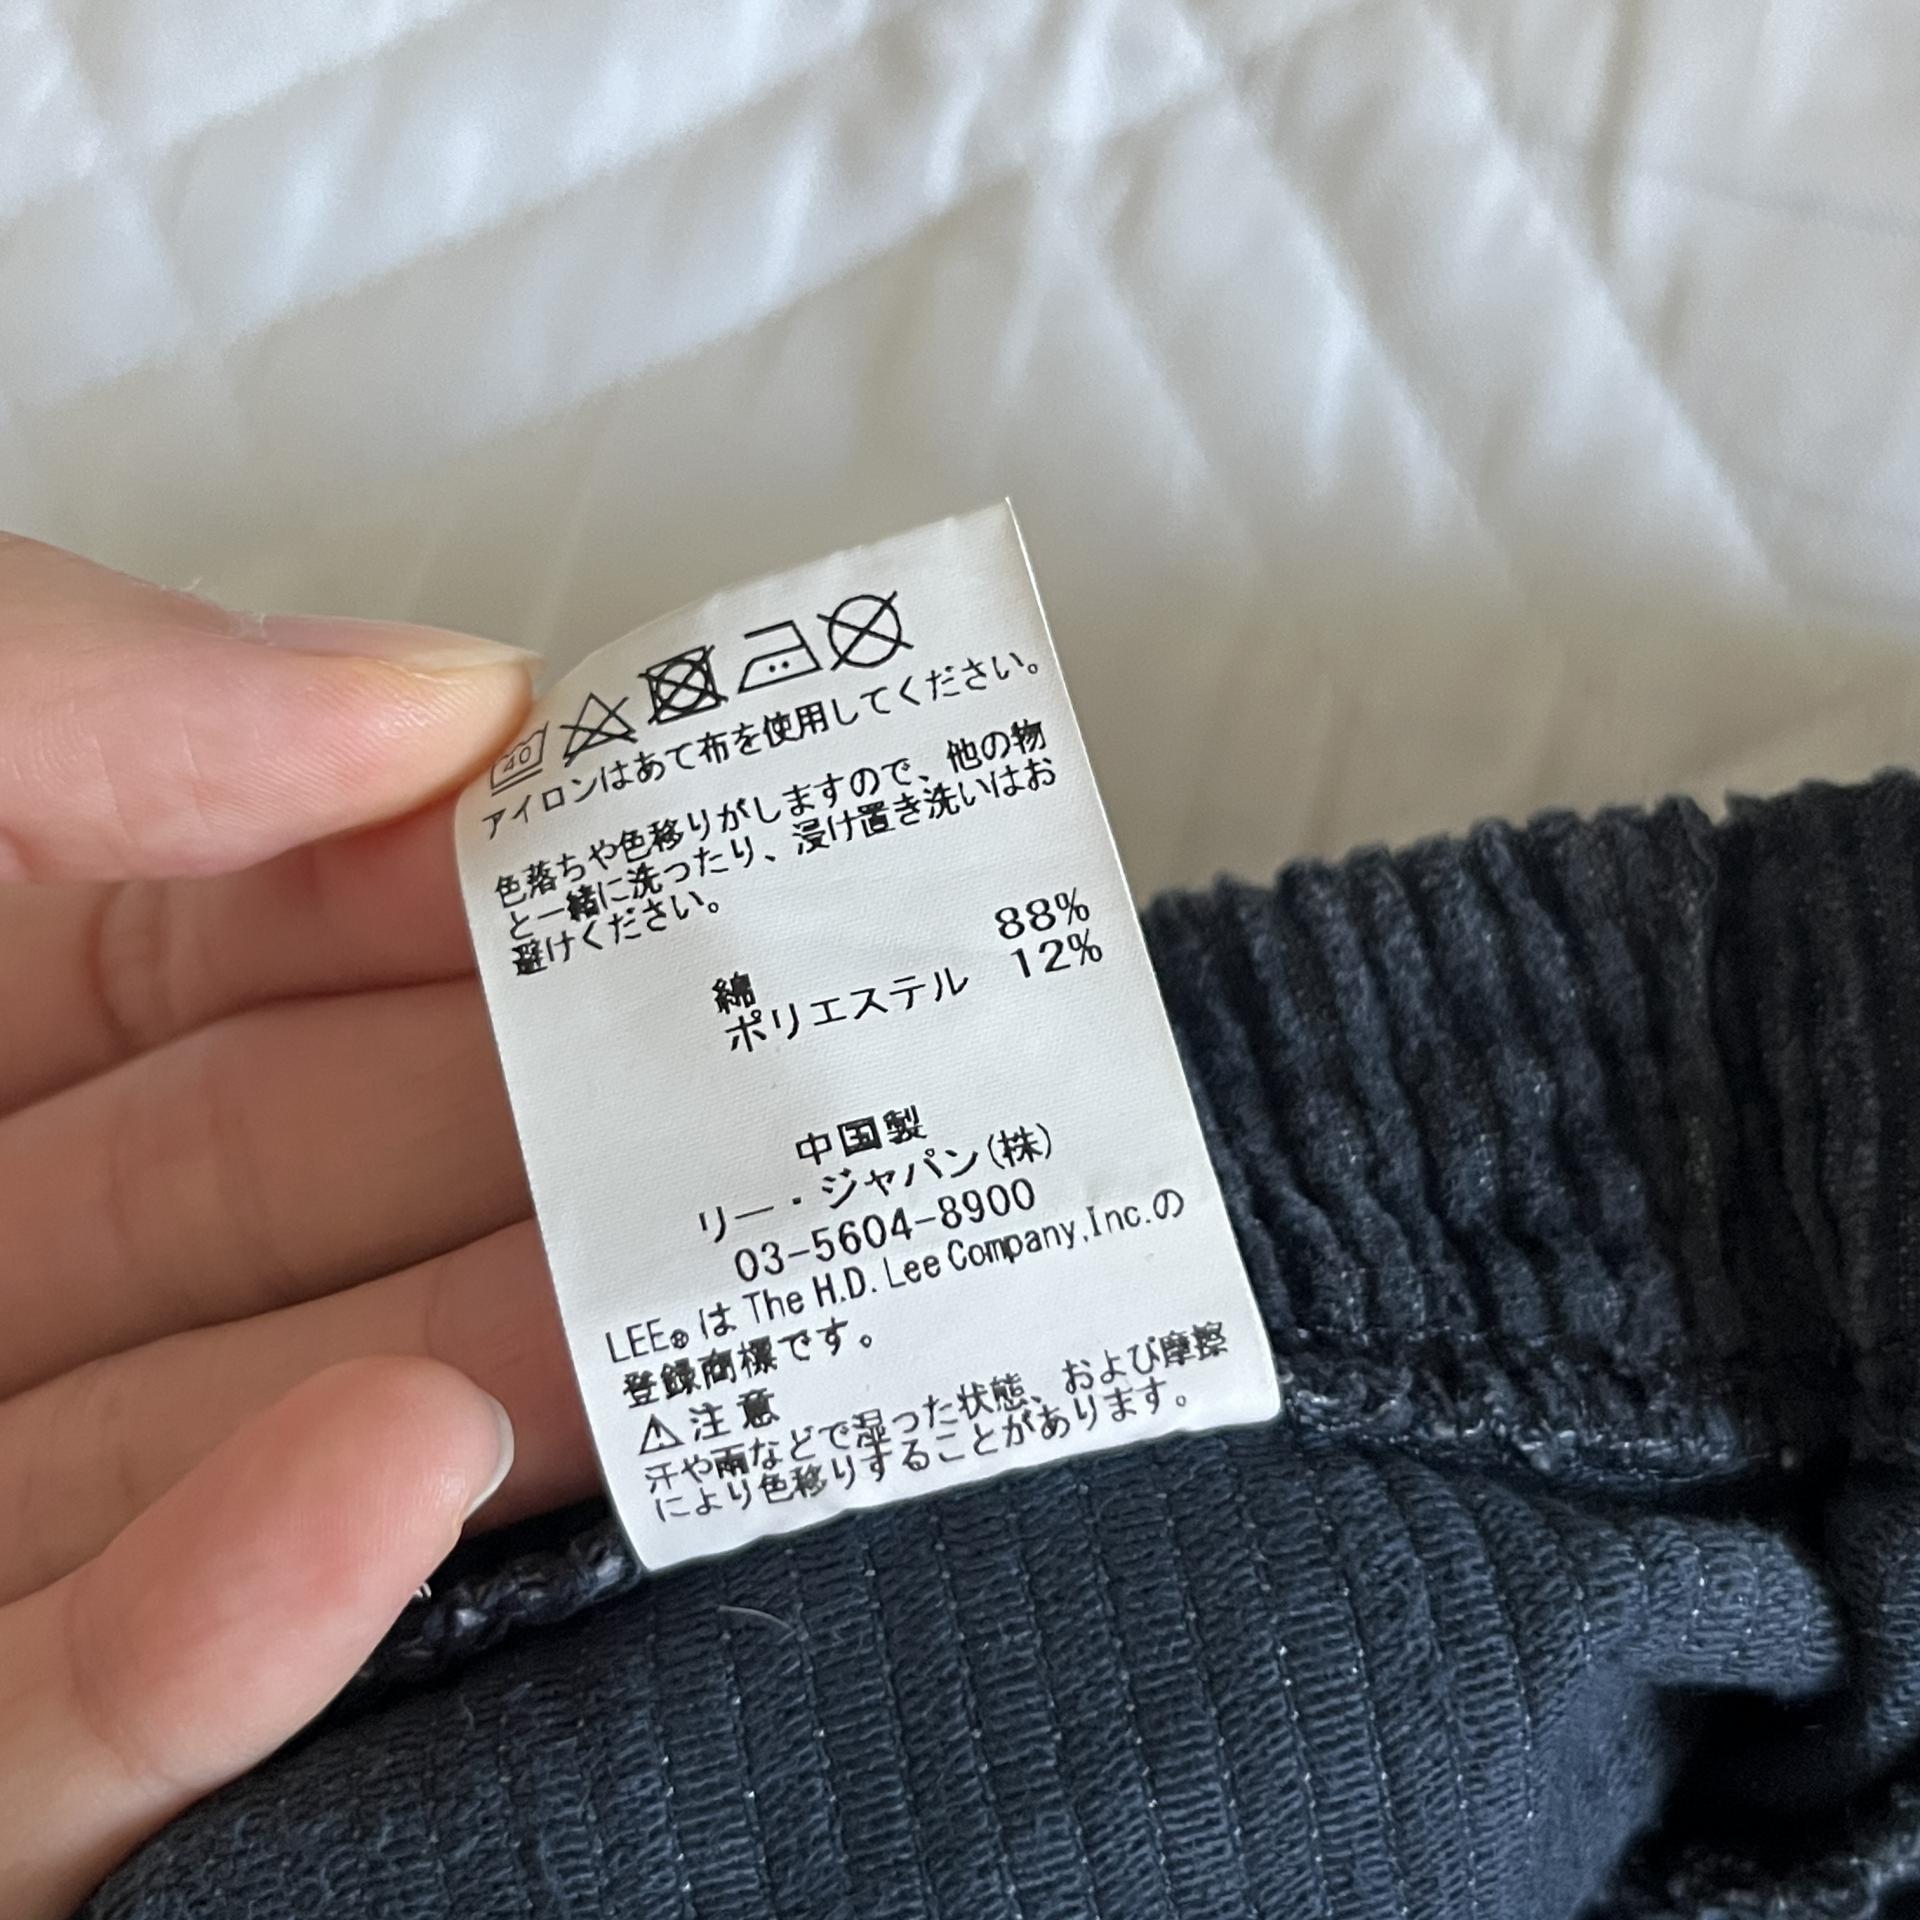 40
アイロンはあて布を使用してください。
色落ちや色移りがしますので、他の物
と一緒に洗ったり、浸け置き洗いはお
避けください。
綿 88%
ポリエステル 12%
中国製
リー・ジャパン(株)
03-5604-8900
LEE®は The H.D. Lee Company,Inc.の
登録商標です。
⚠注意
汗や雨などで湿った状態、および摩擦
により色移りすることがあります。